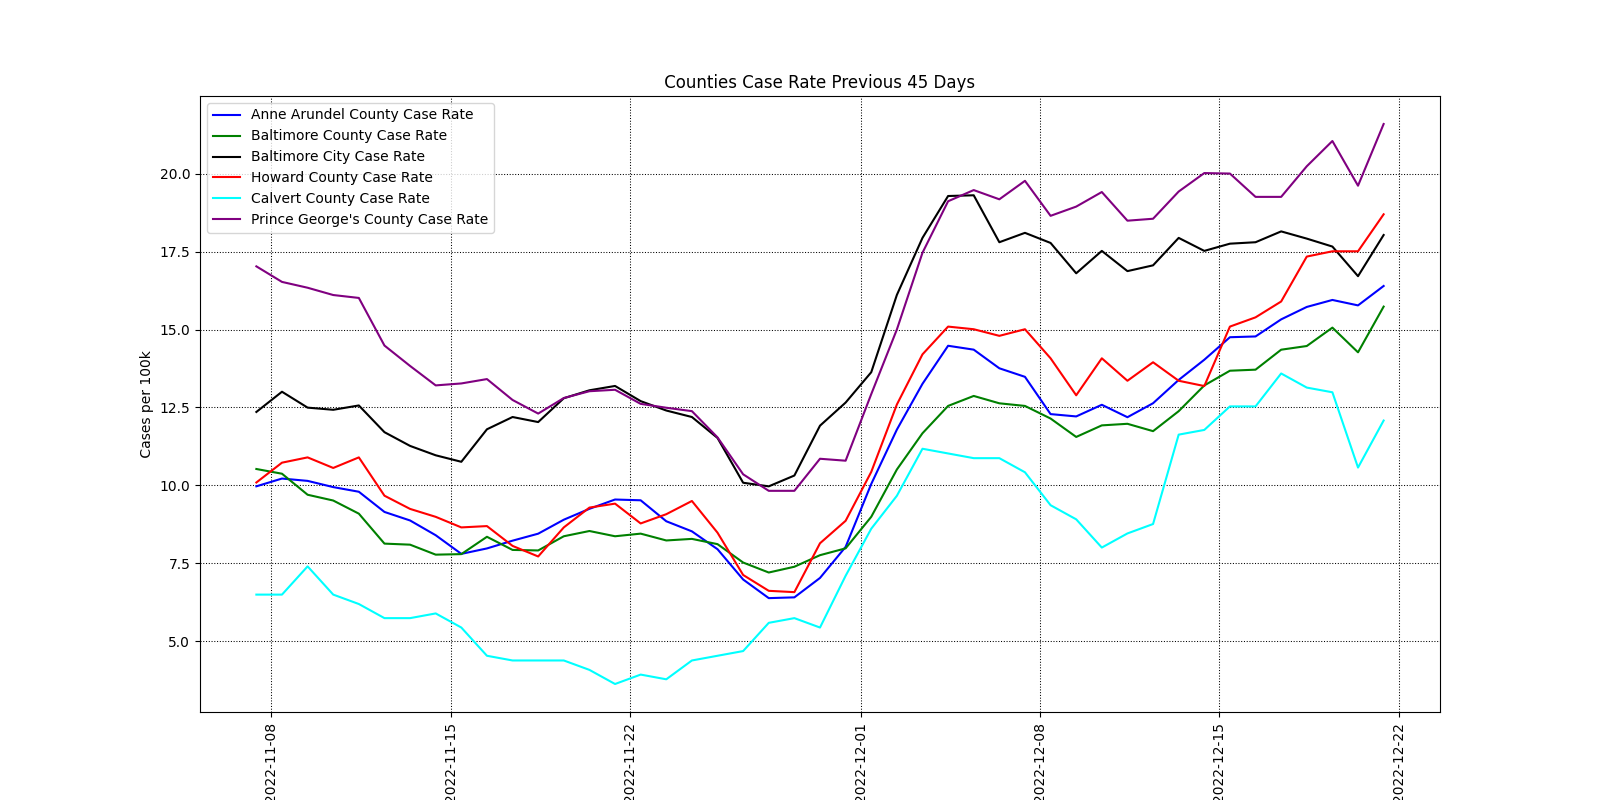 Counties Case Rate Previous 45 Days
Anne Arundel County Case Rate
Baltimore County Case Rate
Baltimore City Case Rate
Howard County Case Rate
Calvert County Case Rate
Prince George's County Case Rate
Cases per 100k
20.0
17.5
15.0
12.5
10.0
7.5
5.0
2022-11-08
2022-11-15
2022-11-22
2022-12-01
2022-12-08
2022-12-15
2022-12-22